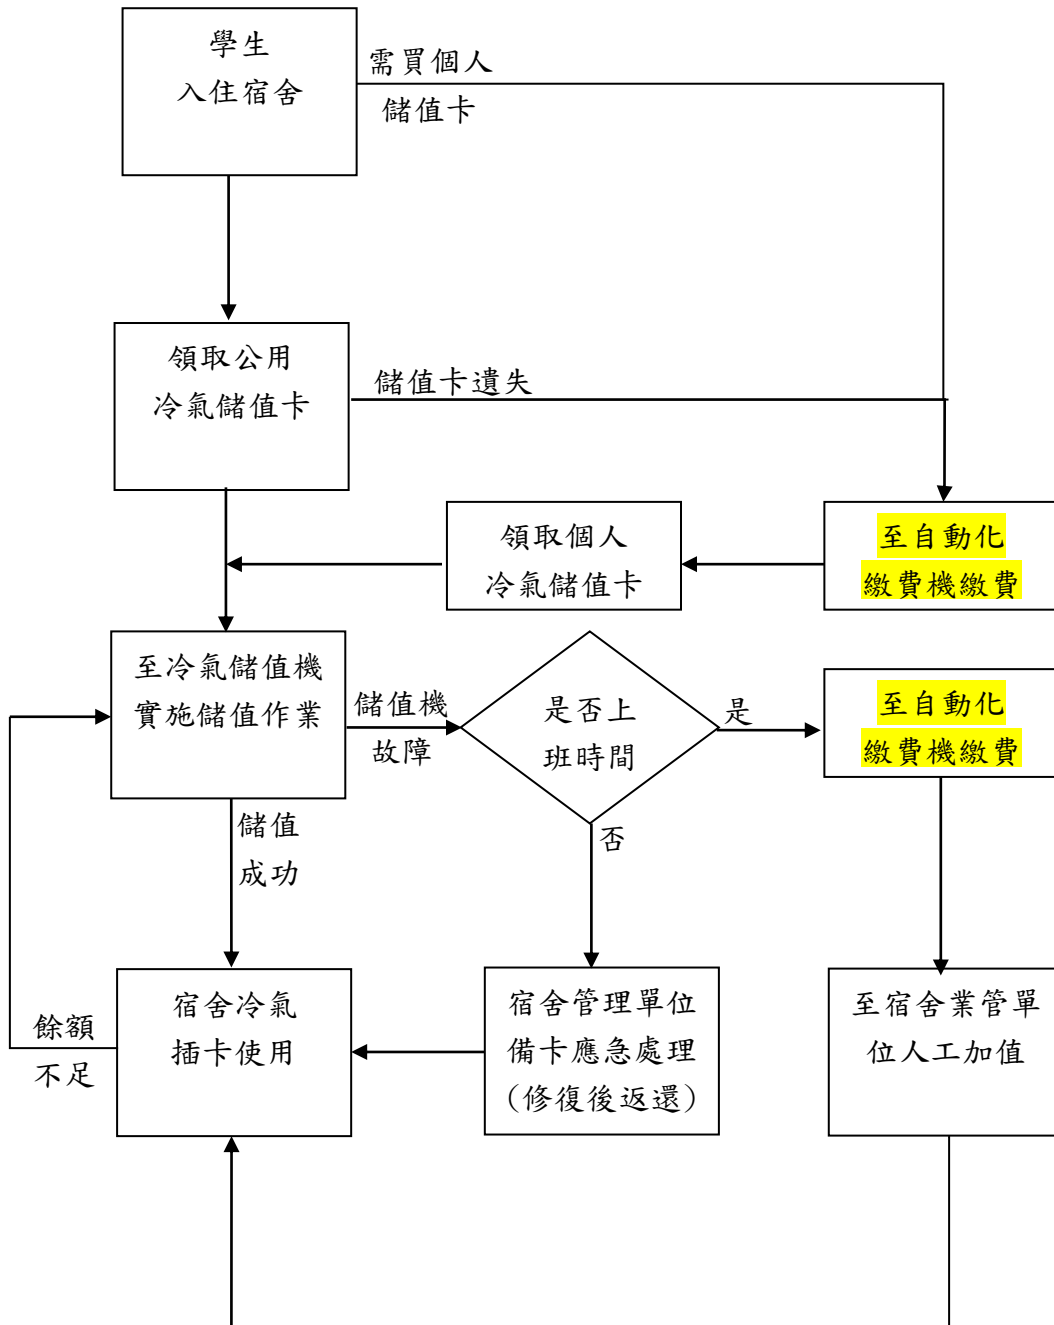 學生
入住宿舍
需買個人
儲值卡
領取公用
冷氣儲值卡
儲值卡遺失
領取個人
冷氣儲值卡
至自動化
繳費機繳費
至冷氣儲值機
實施儲值作業
儲值機
故障
是否上
班時間
是
至自動化
繳費機繳費
否
儲值
成功
餘額
不足
宿舍冷氣
插卡使用
宿舍管理單位
備卡應急處理
(修復後返還)
至宿舍業管單
位人工加值